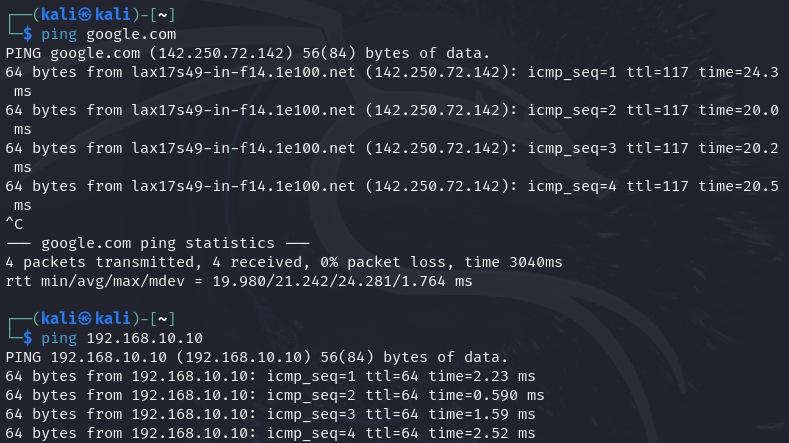 ┌──(kali㉿kali)-[~]
└─$ ping google.com
PING google.com (142.250.72.142) 56(84) bytes of data.
64 bytes from lax17s49-in-f14.1e100.net (142.250.72.142): icmp_seq=1 ttl=117 time=24.3
 ms
64 bytes from lax17s49-in-f14.1e100.net (142.250.72.142): icmp_seq=2 ttl=117 time=20.0
 ms
64 bytes from lax17s49-in-f14.1e100.net (142.250.72.142): icmp_seq=3 ttl=117 time=20.2
 ms
64 bytes from lax17s49-in-f14.1e100.net (142.250.72.142): icmp_seq=4 ttl=117 time=20.5
 ms
^C
--- google.com ping statistics ---
4 packets transmitted, 4 received, 0% packet loss, time 3040ms
rtt min/avg/max/mdev = 19.980/21.242/24.281/1.764 ms
┌──(kali㉿kali)-[~]
└─$ ping 192.168.10.10
PING 192.168.10.10 (192.168.10.10) 56(84) bytes of data.
64 bytes from 192.168.10.10: icmp_seq=1 ttl=64 time=2.23 ms
64 bytes from 192.168.10.10: icmp_seq=2 ttl=64 time=0.590 ms
64 bytes from 192.168.10.10: icmp_seq=3 ttl=64 time=1.59 ms
64 bytes from 192.168.10.10: icmp_seq=4 ttl=64 time=2.52 ms